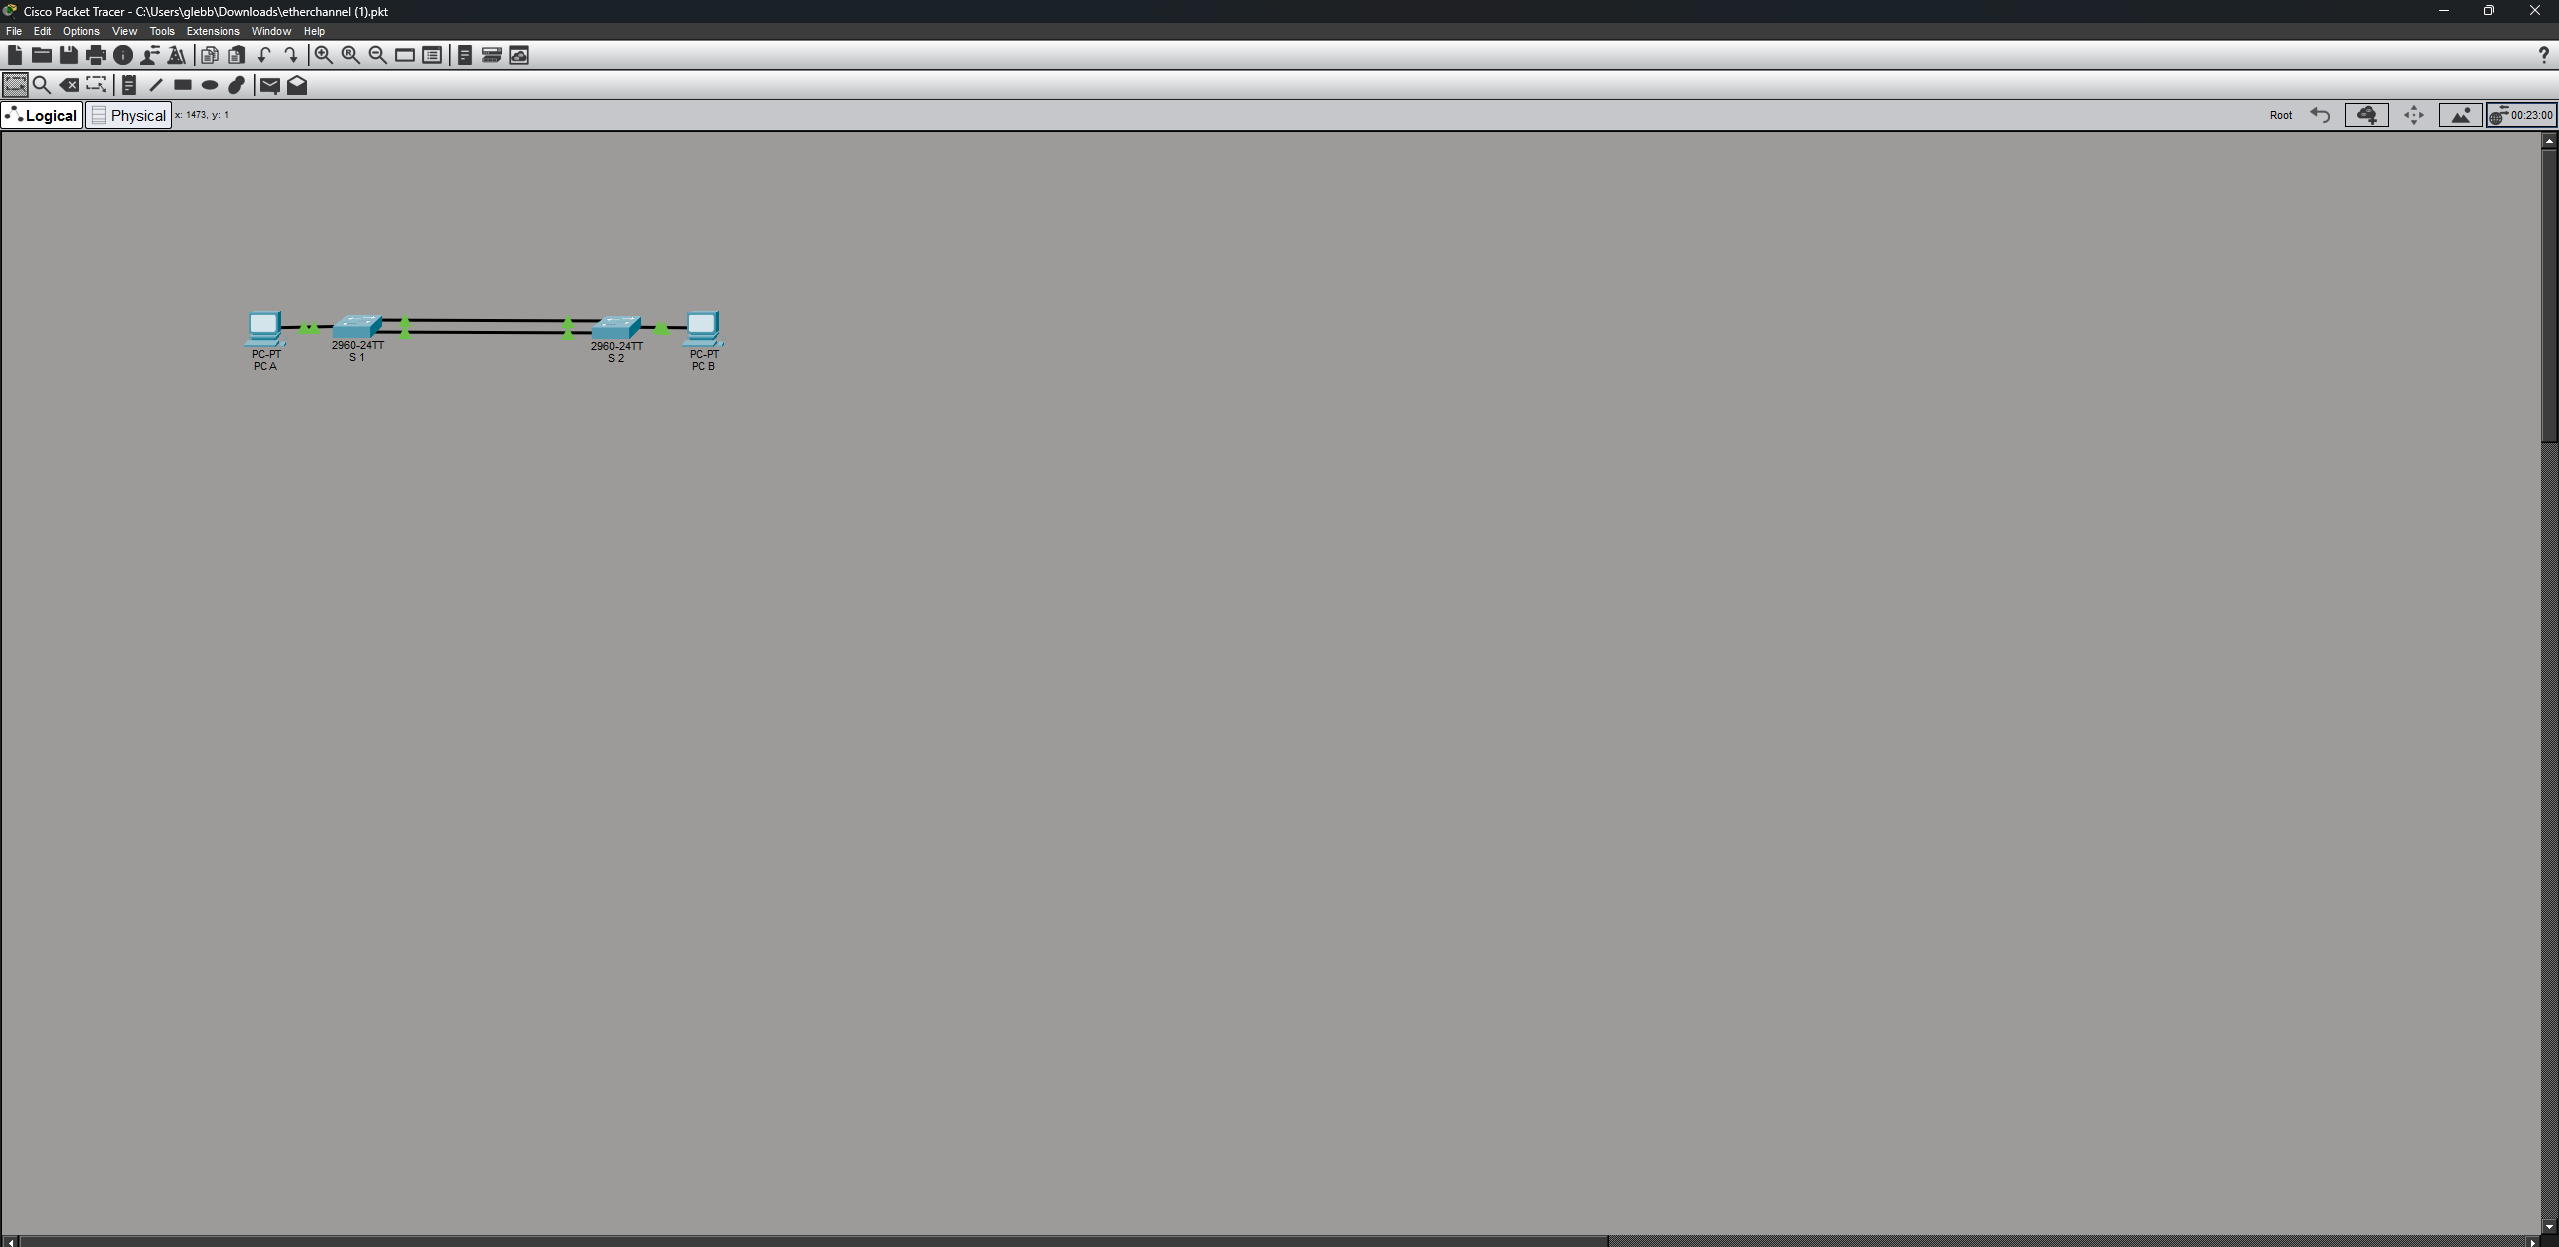 Cisco Packet Tracer - C:\Users\glebb\Downloads\etherchannel (1).pkt
File Edit Options View Tools Extensions Window Help
Logical Physical x: 1473, y: 1 Root 00:23:00
PC-PT
PC A
2960-24TT
S 1
2960-24TT
S 2
PC-PT
PC B